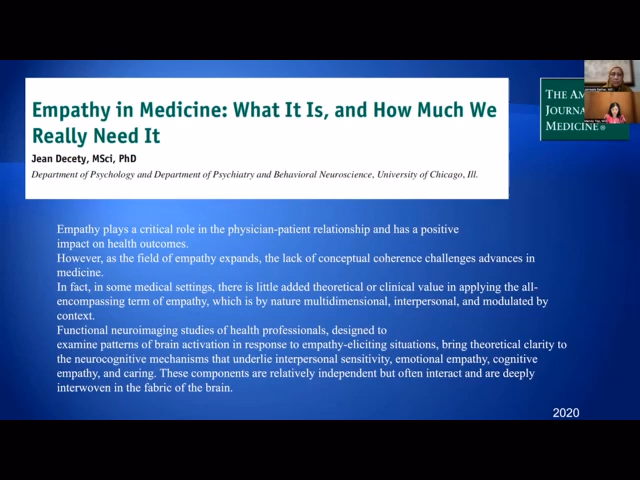 Empathy in Medicine: What It Is, and How Much We
Really Need It
Jean Decety, MSci, PhD
Department of Psychology and Department of Psychiatry and Behavioral Neuroscience, University of Chicago, Ill.
THE AM
JOURNA
MEDICINE®
Empathy plays a critical role in the physician-patient relationship and has a positive
impact on health outcomes.
However, as the field of empathy expands, the lack of conceptual coherence challenges advances in
medicine.
In fact, in some medical settings, there is little added theoretical or clinical value in applying the all-
encompassing term of empathy, which is by nature multidimensional, interpersonal, and modulated by
context.
Functional neuroimaging studies of health professionals, designed to
examine patterns of brain activation in response to empathy-eliciting situations, bring theoretical clarity to
the neurocognitive mechanisms that underlie interpersonal sensitivity, emotional empathy, cognitive
empathy, and caring. These components are relatively independent but often interact and are deeply
interwoven in the fabric of the brain.
2020